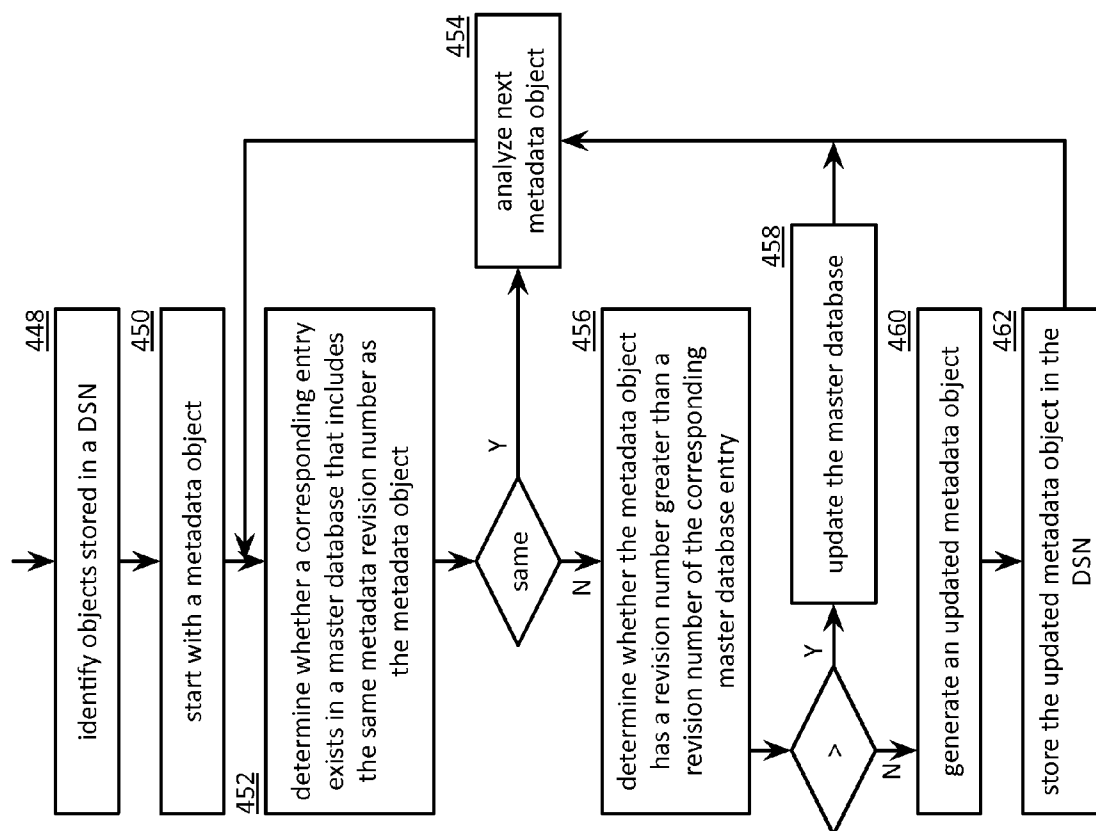 448
identify objects stored in a DSN
450
start with a metadata object
452
determine whether a corresponding entry
exists in a master database that includes
the same metadata revision number as
the metadata object
same
Y
N
454
analyze next
metadata object
456
determine whether the metadata object
has a revision number greater than a
revision number of the corresponding
master database entry
>
Y
N
458
update the master database
460
generate an updated metadata object
462
store the updated metadata object in the
DSN